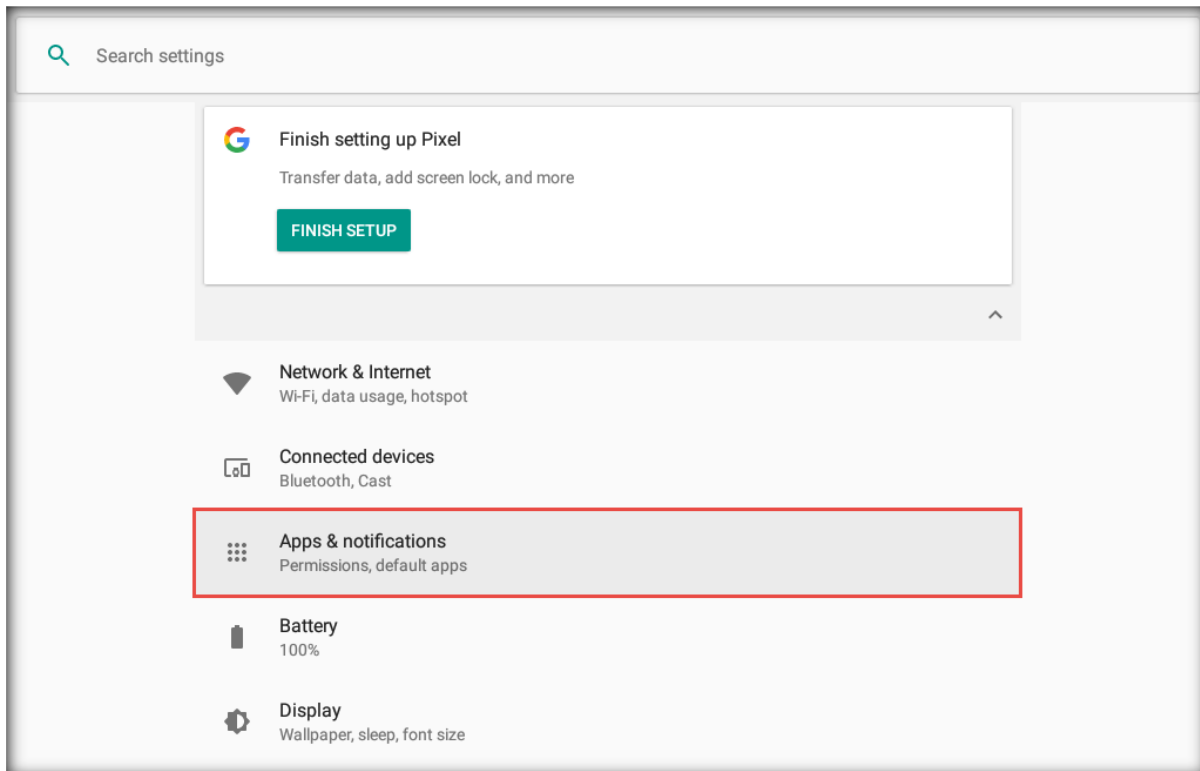 Search settings
Finish setting up Pixel
Transfer data, add screen lock, and more
FINISH SETUP
Network & Internet
Wi-Fi, data usage, hotspot
Connected devices
Bluetooth, Cast
Apps & notifications
Permissions, default apps
Battery
100%
Display
Wallpaper, sleep, font size